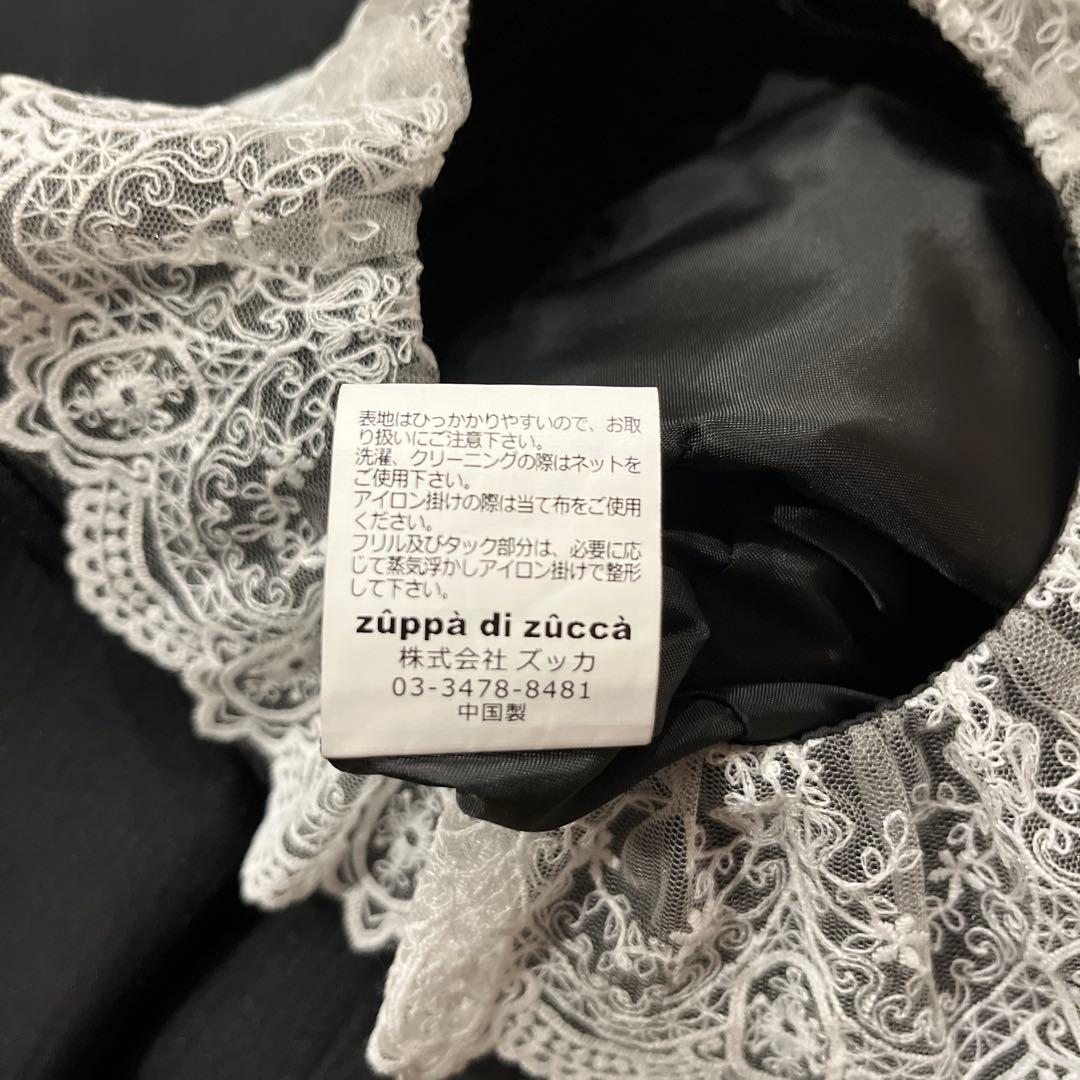 表地はひっかかりやすいので、お取
り扱いにご注意下さい。
洗濯、クリーニングの際はネットを
ご使用下さい。
アイロン掛けの際は当て布をご使用
ください。
フリル及びタック部分は、必要に応
じて蒸気浮かしアイロン掛けで整形
して下さい。
zûppà di zûccà
株式会社 ズッカ
03-3478-8481
中国製